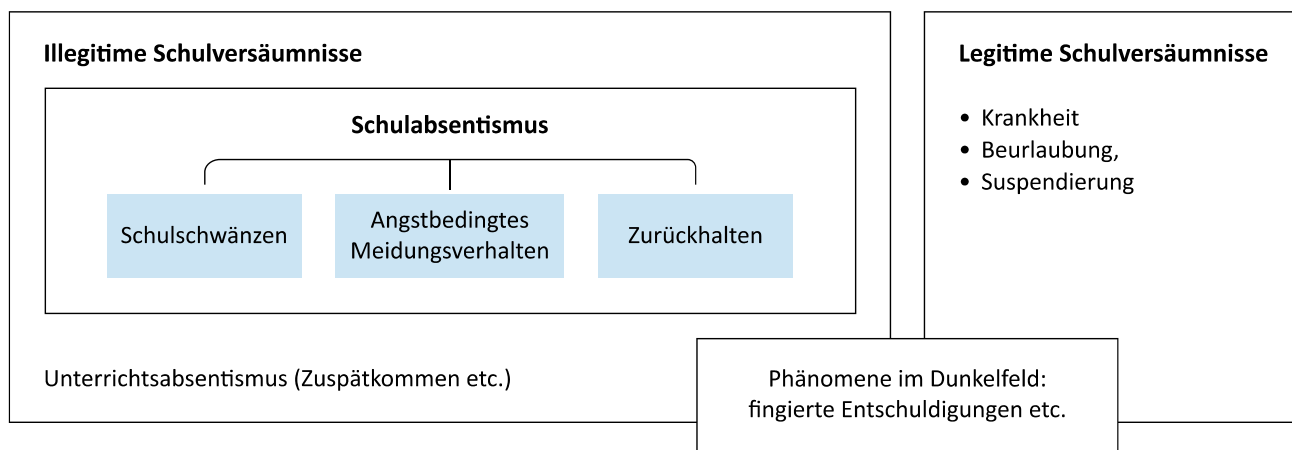 Illegitime Schulversäumnisse
Schulabsentismus
Schulschwänzen
Angstbedingtes
Meidungsverhalten
Zurückhalten
Unterrichtsabsentismus (Zuspätkommen etc.)
Legitime Schulversäumnisse
• Krankheit
• Beurlaubung,
• Suspendierung
Phänomene im Dunkelfeld:
fingierte Entschuldigungen etc.